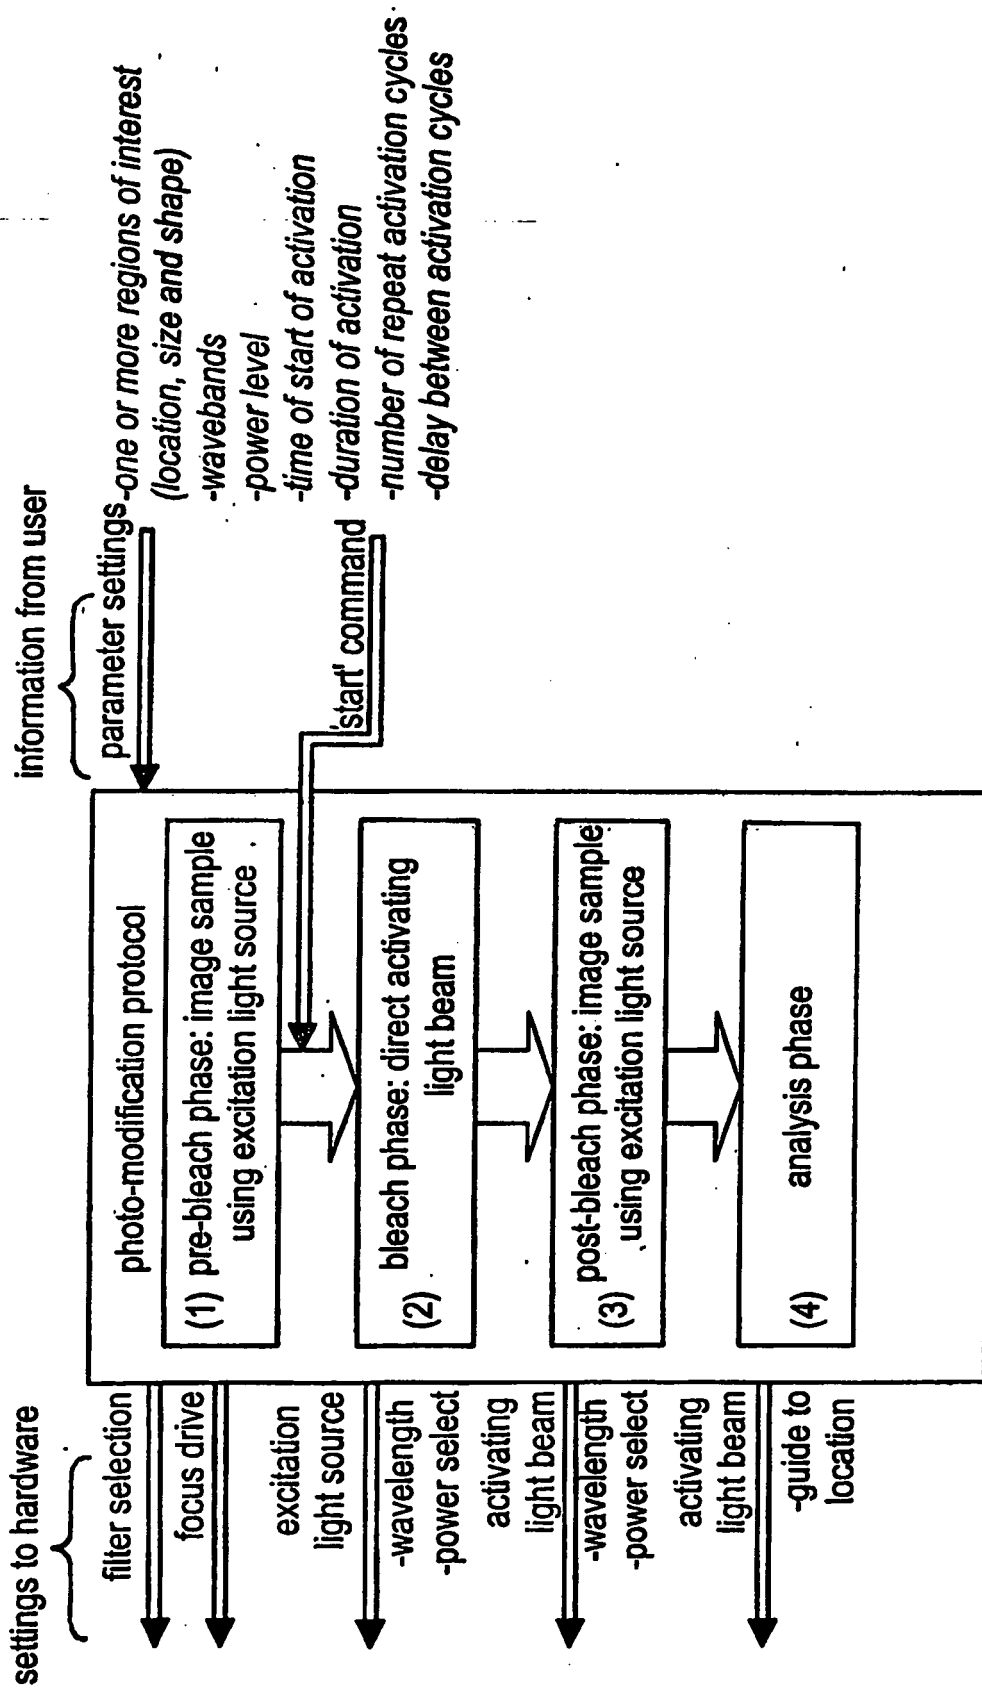 settings to hardware
filter selection
focus drive
excitation
light source
-wavelength
-power select
activating
light beam
-wavelength
-power select
activating
light beam
-guide to
location
photo-modification protocol
(1) pre-bleach phase: image sample
using excitation light source
(2) bleach phase: direct activating
light beam
(3) post-bleach phase: image sample
using excitation light source
(4) analysis phase
information from user
parameter settings
'start' command
-one or more regions of interest
(location, size and shape)
-wavebands
-power level
-time of start of activation
-duration of activation
-number of repeat activation cycles
-delay between activation cycles